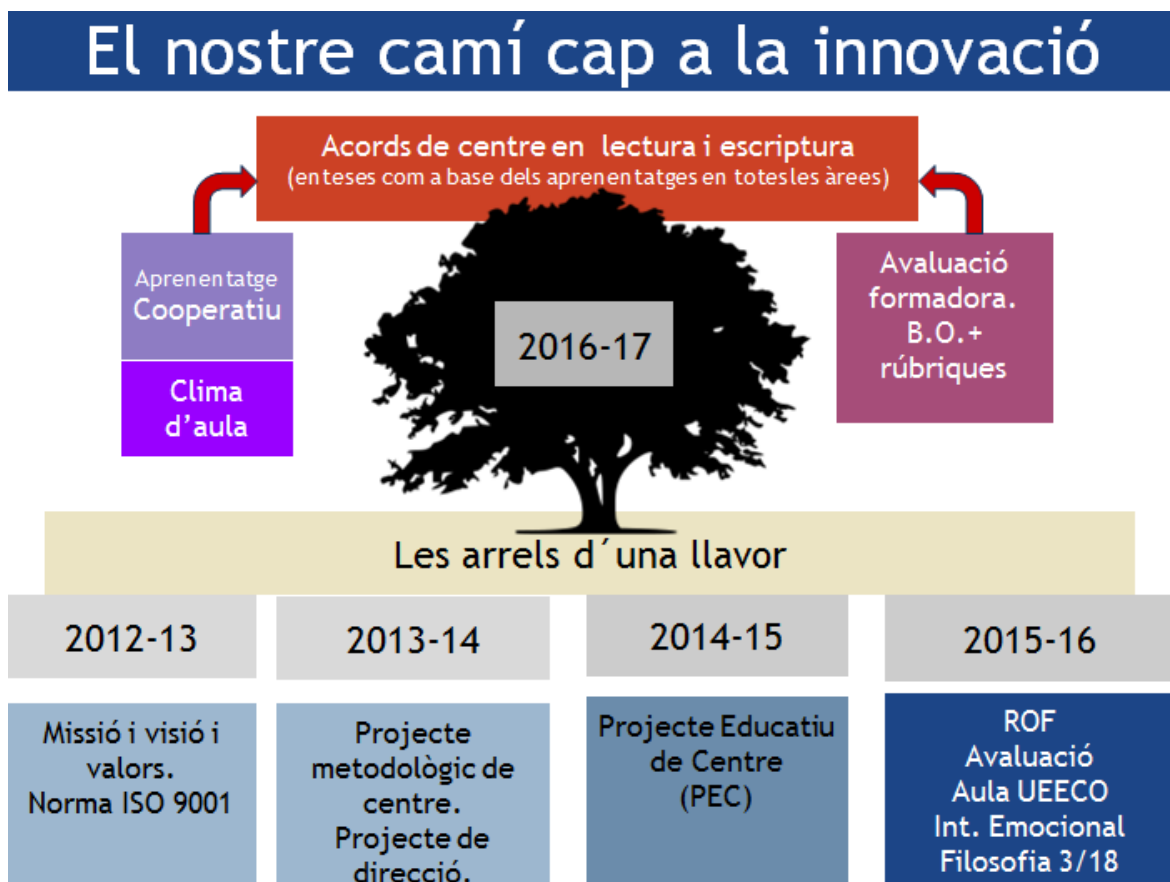 El nostre camí cap a la innovació
Acords de centre en lectura i escriptura
(enteses com a base dels aprenentatges en totesles àrees)
Aprenentatge
Cooperatiu
Clima
d'aula
2016-17
Avaluació
formadora.
B.O.+
rúbriques
Les arrels d´una llavor
2012-13
2013-14
2014-15
2015-16
Missió i visió i
valors.
Norma ISO 9001
Projecte
metodològic de
centre.
Projecte de
direcció.
Projecte Educatiu
de Centre
(PEC)
ROF
Avaluació
Aula UEECO
Int. Emocional
Filosofia 3/18